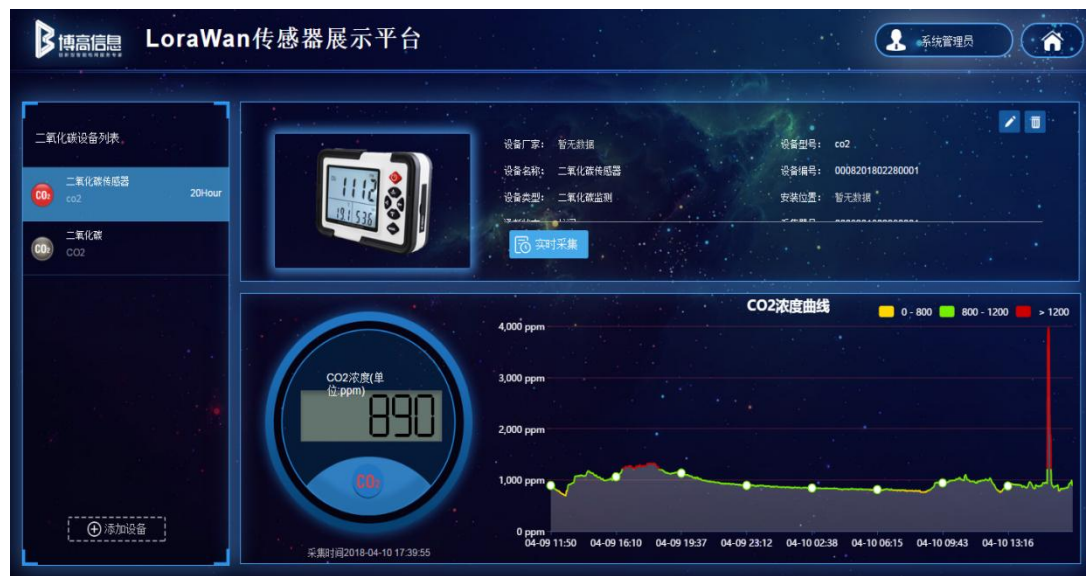 博高信息
LoraWan传感器展示平台
系统管理员
二氧化碳设备列表
CO₂
二氧化碳传感器
co2
20Hour
CO₂
二氧化碳
CO2
添加设备
1112
设备厂家: 暂无数据
设备型号: co2
设备名称: 二氧化碳传感器
设备编号: 0008201802280001
设备类型: 二氧化碳监测
安装位置: 暂无数据
实时采集
CO2浓度(单
位:ppm)
890
CO₂
采集时间2018-04-10 17:39:55
CO2浓度曲线
0 - 800
800 - 1200
> 1200
4,000 ppm
3,000 ppm
2,000 ppm
1,000 ppm
0 ppm
04-09 11:50 04-09 16:10 04-09 19:37 04-09 23:12 04-10 02:38 04-10 06:15 04-10 09:43 04-10 13:16